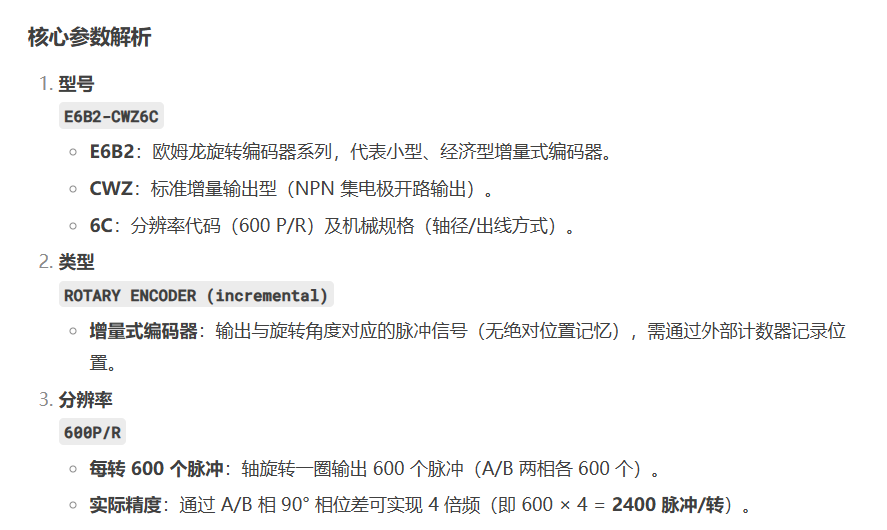 核心参数解析
1. 型号
E6B2-CWZ6C
E6B2：欧姆龙旋转编码器系列，代表小型、经济型增量式编码器。
CWZ：标准增量输出型（NPN 集电极开路输出）。
6C：分辨率代码（600 P/R）及机械规格（轴径/出线方式）。
2. 类型
ROTARY ENCODER (incremental)
增量式编码器：输出与旋转角度对应的脉冲信号（无绝对位置记忆），需通过外部计数器记录位
置。
3. 分辨率
600P/R
每转 600 个脉冲：轴旋转一圈输出 600 个脉冲（A/B 两相各 600 个）。
实际精度：通过 A/B 相 90° 相位差可实现 4 倍频（即 600 × 4 = 2400 脉冲/转）。